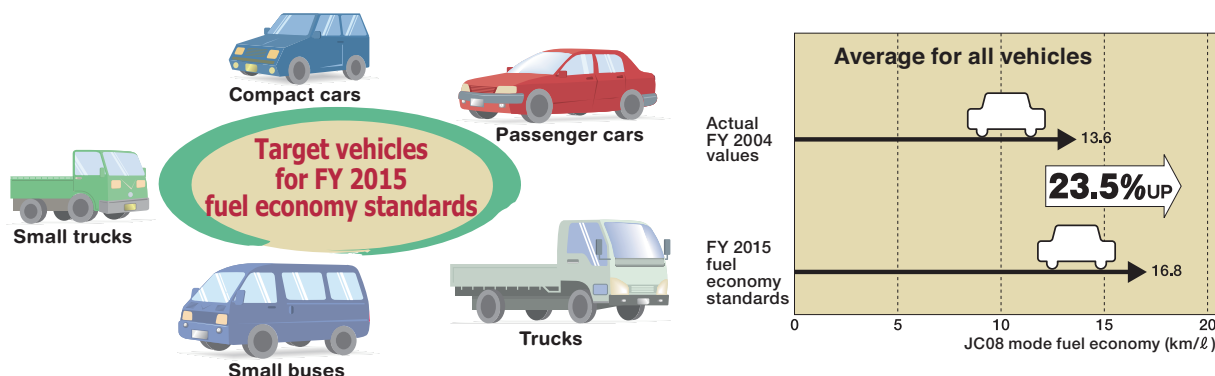 Compact cars
Passenger cars
Target vehicles
for FY 2015
fuel economy standards
Small trucks
Trucks
Small buses
Average for all vehicles
Actual
FY 2004
values
13.6
23.5%UP
FY 2015
fuel
economy
standards
16.8
0 5 10 15 20
JC08 mode fuel economy (km/ℓ)